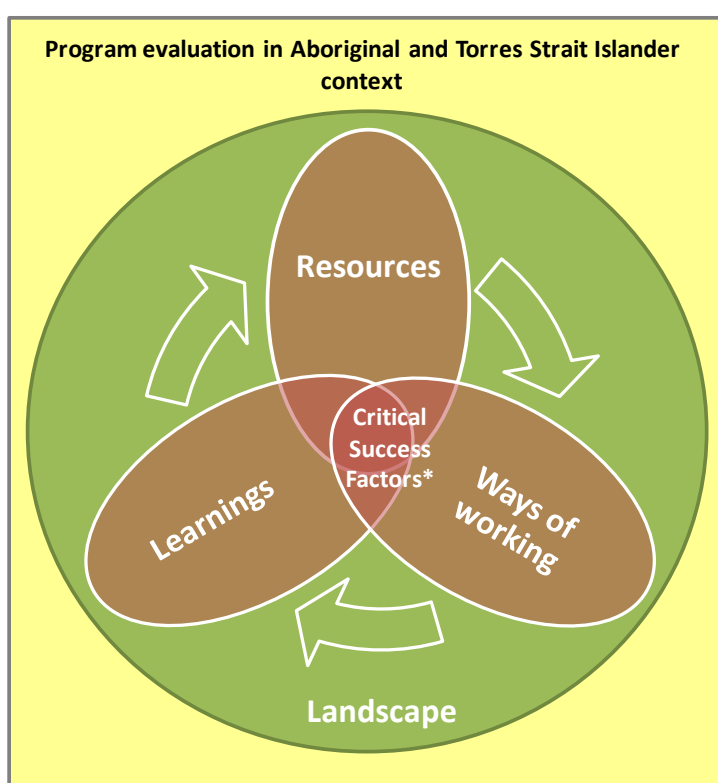 Program evaluation in Aboriginal and Torres Strait Islander
context
Resources
Critical
Success
Factors*
Learnings
Ways of
working
Landscape